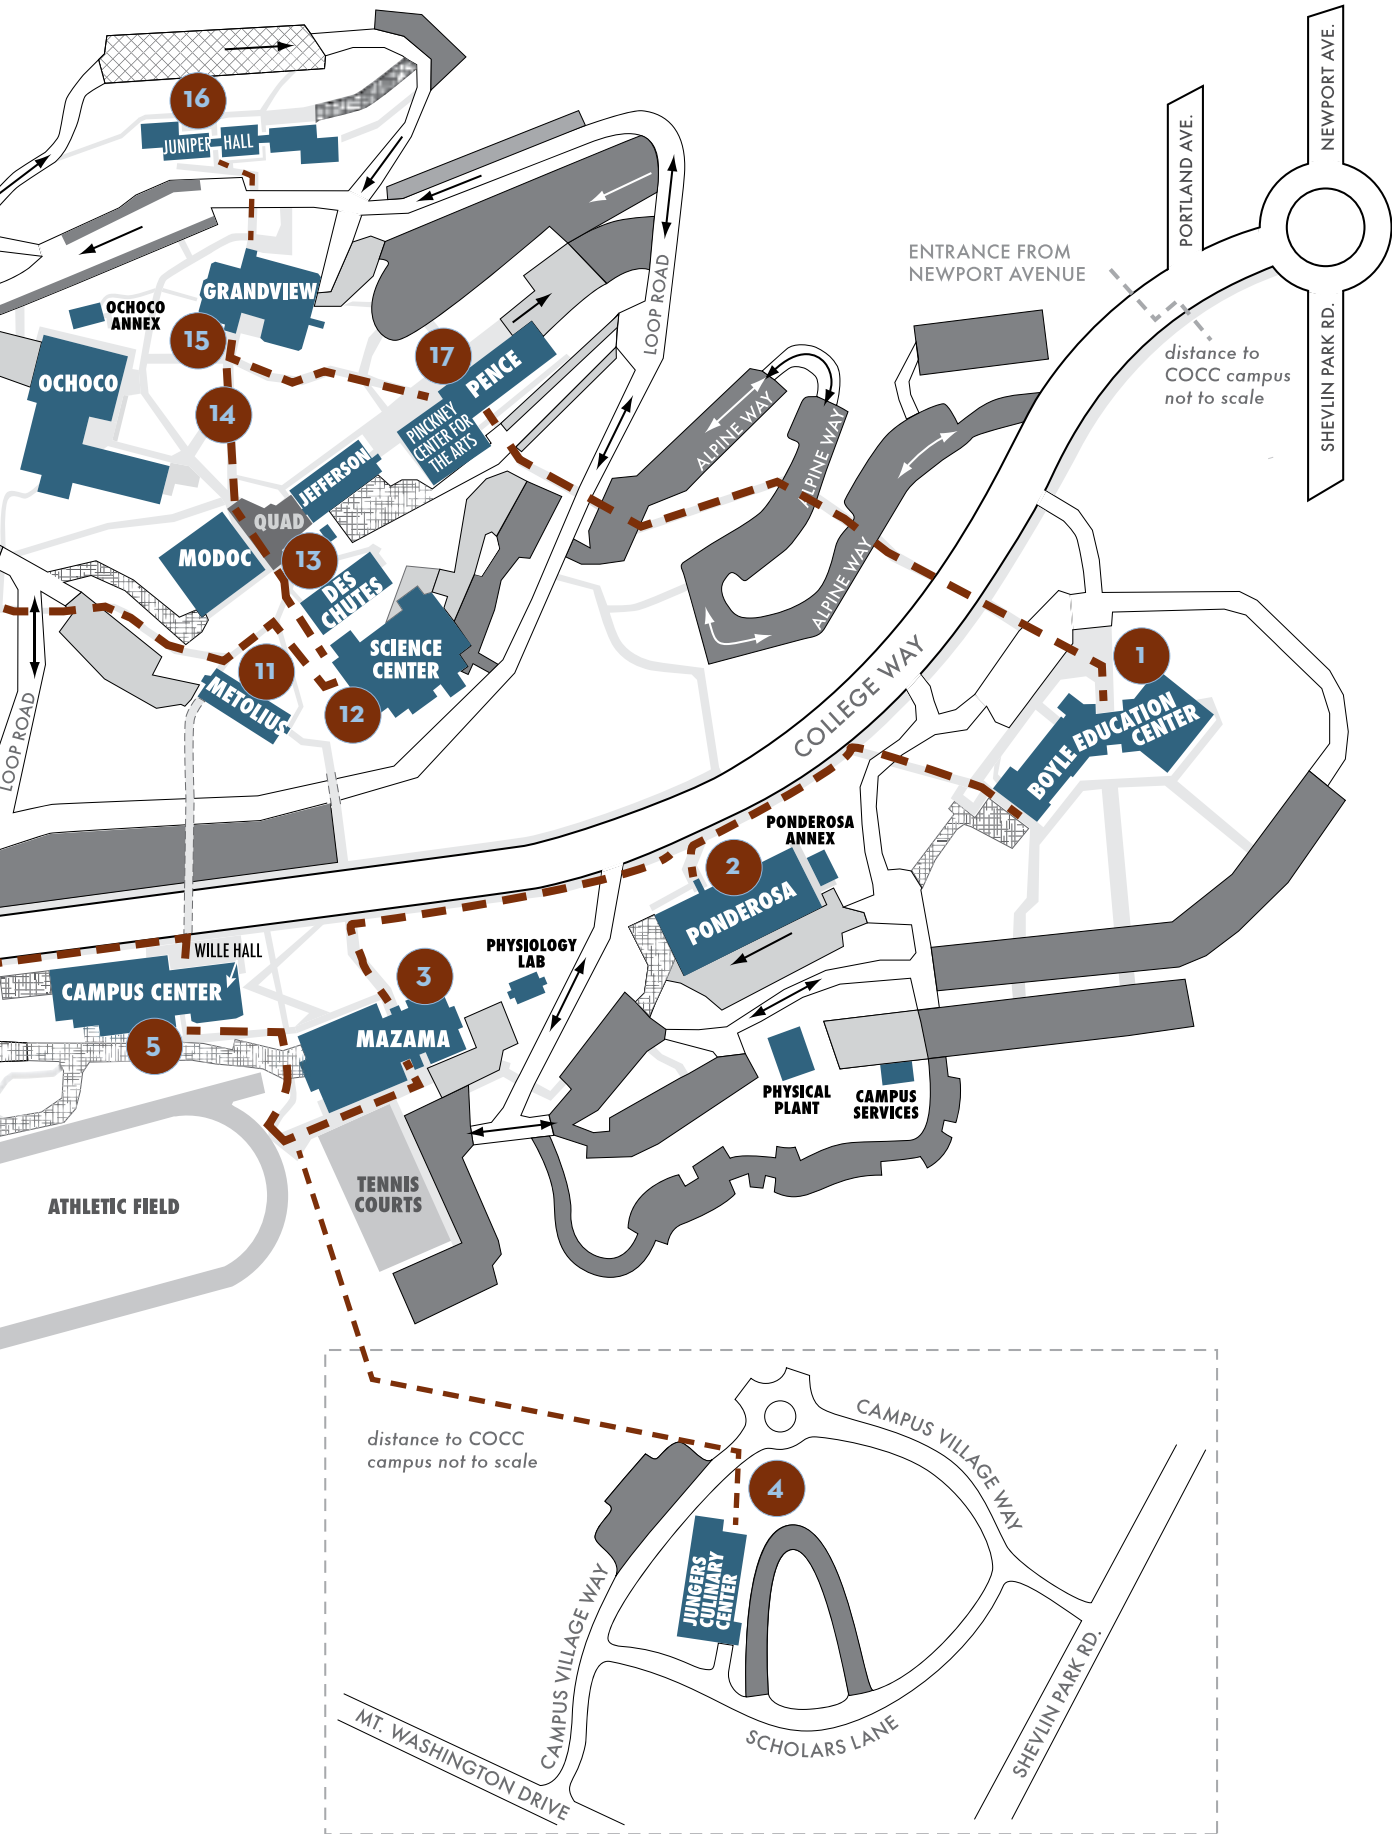 NEWPORT AVE.
PORTLAND AVE.
SHEVLIN PARK RD.
ENTRANCE FROM
NEWPORT AVENUE
distance to
COCC campus
not to scale
16
JUNIPER HALL
GRANDVIEW
OCHOCO
ANNEX
15
OCHOCO
14
17
PENCE
PINCKNEY
CENTER FOR
THE ARTS
LOOP ROAD
ALPINE WAY
ALPINE WAY
ALPINE WAY
JEFFERSON
QUAD
MODOC
13
DES
CHUTES
SCIENCE
CENTER
11
METOLIUS
12
LOOP ROAD
COLLEGE WAY
1
BOYLE EDUCATION
CENTER
PONDEROSA
ANNEX
2
PONDEROSA
WILLE HALL
CAMPUS CENTER
5
PHYSIOLOGY
LAB
3
MAZAMA
PHYSICAL
PLANT
CAMPUS
SERVICES
TENNIS
COURTS
ATHLETIC FIELD
distance to COCC
campus not to scale
CAMPUS VILLAGE WAY
4
JUNGERS
CULINARY
CENTER
CAMPUS VILLAGE WAY
SCHOLARS LANE
SHEVLIN PARK RD.
MT. WASHINGTON DRIVE